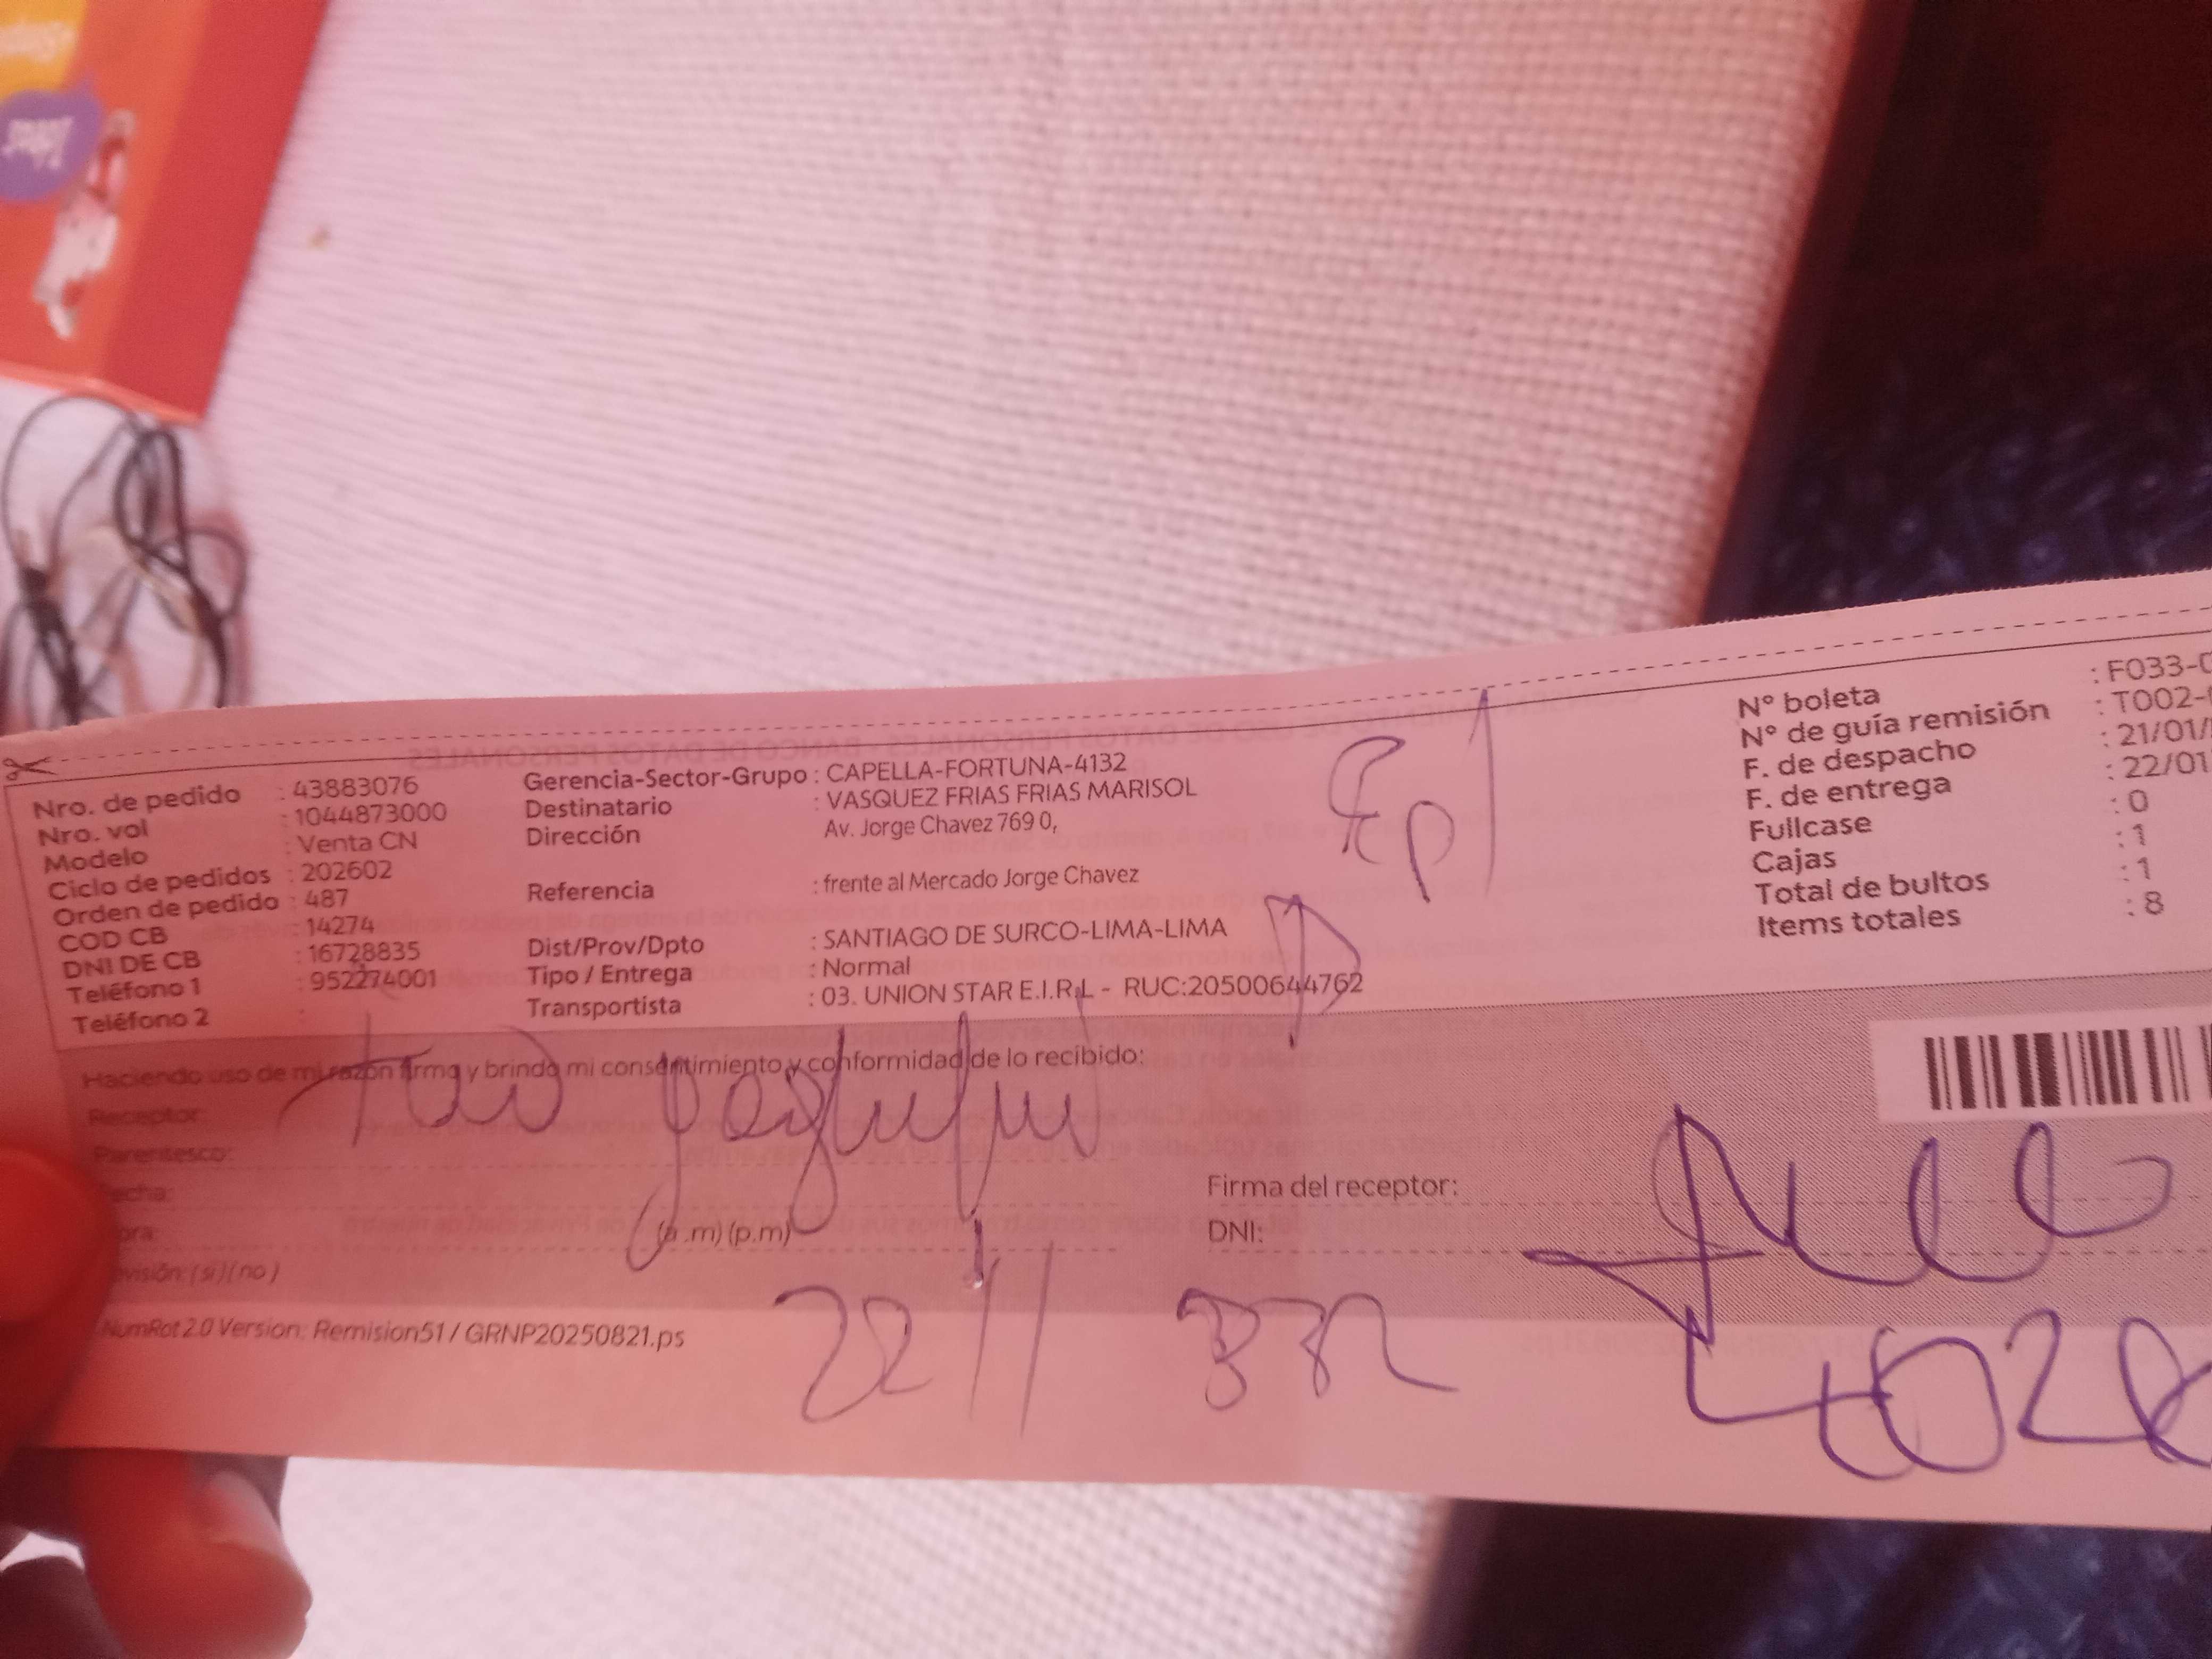 Nro. de pedido : 43883076
Nro. vol : 1044873000
Modelo : Venta CN
Ciclo de pedidos : 202602
Orden de pedido : 487
COD CB : 14274
DNI DE CB : 16728835
Teléfono 1 : 952274001
Teléfono 2 :
Gerencia-Sector-Grupo : CAPELLA-FORTUNA-4132
Destinatario : VASQUEZ FRIAS FRIAS MARISOL
Dirección Av. Jorge Chavez 769 0,
Referencia : frente al Mercado Jorge Chavez
Dist/Prov/Dpto : SANTIAGO DE SURCO-LIMA-LIMA
Tipo / Entrega : Normal
Transportista : 03. UNION STAR E.I.R.L - RUC:20500644762
N° boleta : F033-
N° de guía remisión : T002-
F. de despacho : 21/01/
F. de entrega : 22/01
Fullcase : 0
Cajas : 1
Total de bultos : 1
Items totales : 8
Haciendo uso de mi razón firmo y brindo mi consentimiento y conformidad de lo recibido:
Receptor:
Parentesco:
echa:
ora: (a.m) (p.m)
evisión: (si) (no)
Firma del receptor:
DNI:
22 1
NumRot 2.0 Version: Remision51 / GRNP20250821.ps